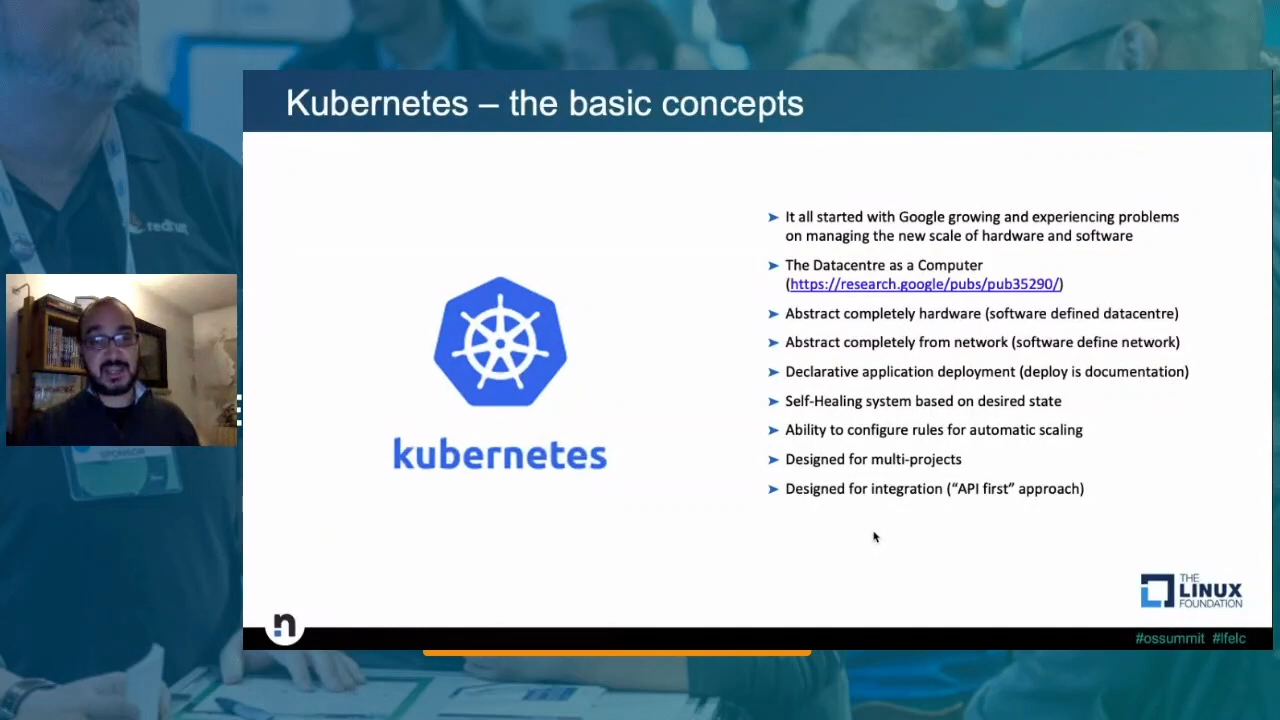 Kubernetes – the basic concepts
➤ It all started with Google growing and experiencing problems
on managing the new scale of hardware and software
➤ The Datacentre as a Computer
(https://research.google/pubs/pub35290/)
➤ Abstract completely hardware (software defined datacentre)
➤ Abstract completely from network (software define network)
➤ Declarative application deployment (deploy is documentation)
➤ Self-Healing system based on desired state
➤ Ability to configure rules for automatic scaling
➤ Designed for multi-projects
➤ Designed for integration (“API first” approach)
kubernetes
THE
LINUX
FOUNDATION
n
#ossummit #lfelc
redhat
SPONSOR